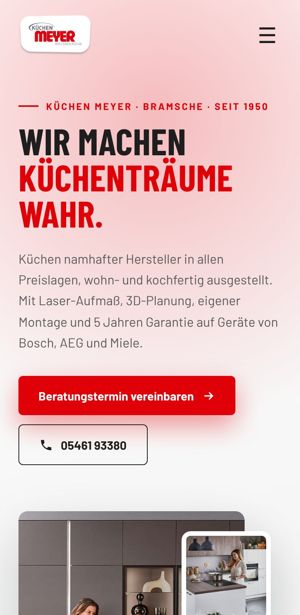 KÜCHEN
MEYER
KÜCHEN MEYER · BRAMSCHE · SEIT 1950
WIR MACHEN
KÜCHENTRÄUME
WAHR.
Küchen namhafter Hersteller in allen
Preislagen, wohn- und kochfertig ausgestellt.
Mit Laser-Aufmaß, 3D-Planung, eigener
Montage und 5 Jahren Garantie auf Geräte von
Bosch, AEG und Miele.
Beratungstermin vereinbaren →
05461 93380